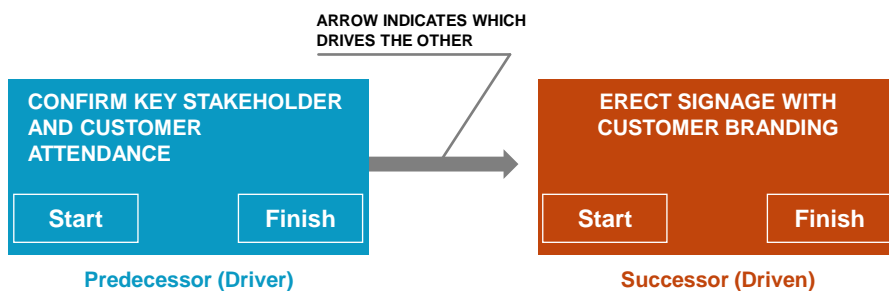 ARROW INDICATES WHICH
DRIVES THE OTHER
CONFIRM KEY STAKEHOLDER
AND CUSTOMER
ATTENDANCE
Start
Finish
Predecessor (Driver)
ERECT SIGNAGE WITH
CUSTOMER BRANDING
Start
Finish
Successor (Driven)